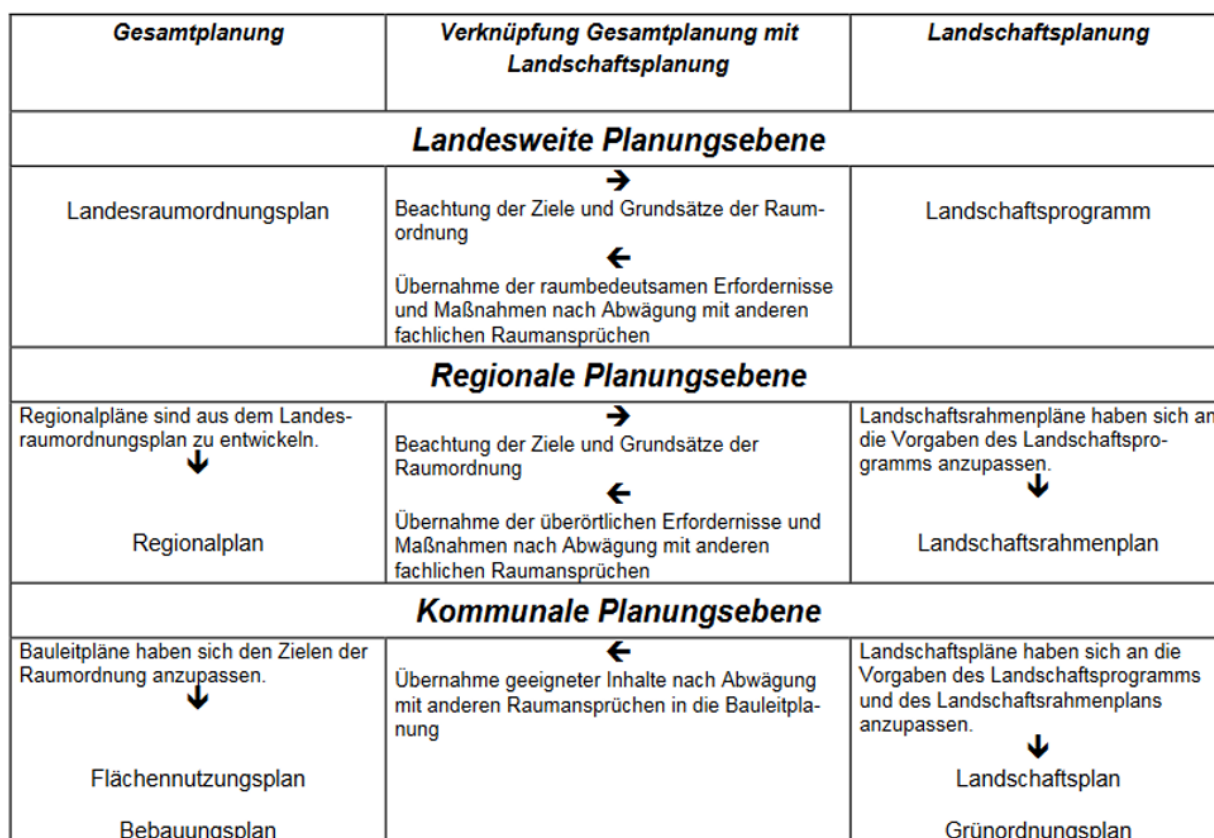 Gesamtplanung
Verknüpfung Gesamtplanung mit
Landschaftsplanung
Landschaftsplanung
Landesweite Planungsebene
Landesraumordnungsplan
→
Beachtung der Ziele und Grundsätze der Raum-
ordnung
←
Übernahme der raumbedeutsamen Erfordernisse
und Maßnahmen nach Abwägung mit anderen
fachlichen Raumansprüchen
Landschaftsprogramm
Regionale Planungsebene
Regionalpläne sind aus dem Landes-
raumordnungsplan zu entwickeln.
↓
Regionalplan
→
Beachtung der Ziele und Grundsätze der
Raumordnung
←
Übernahme der überörtlichen Erfordernisse und
Maßnahmen nach Abwägung mit anderen
fachlichen Raumansprüchen
Landschaftsrahmenpläne haben sich an
die Vorgaben des Landschaftspro-
gramms anzupassen.
↓
Landschaftsrahmenplan
Kommunale Planungsebene
Bauleitpläne haben sich den Zielen der
Raumordnung anzupassen.
↓
Flächennutzungsplan
Bebauungsplan
←
Übernahme geeigneter Inhalte nach Abwägung
mit anderen Raumansprüchen in die Bauleitpla-
nung
Landschaftspläne haben sich an die
Vorgaben des Landschaftsprogramms
und des Landschaftsrahmenplans
anzupassen.
↓
Landschaftsplan
Grünordnungsplan